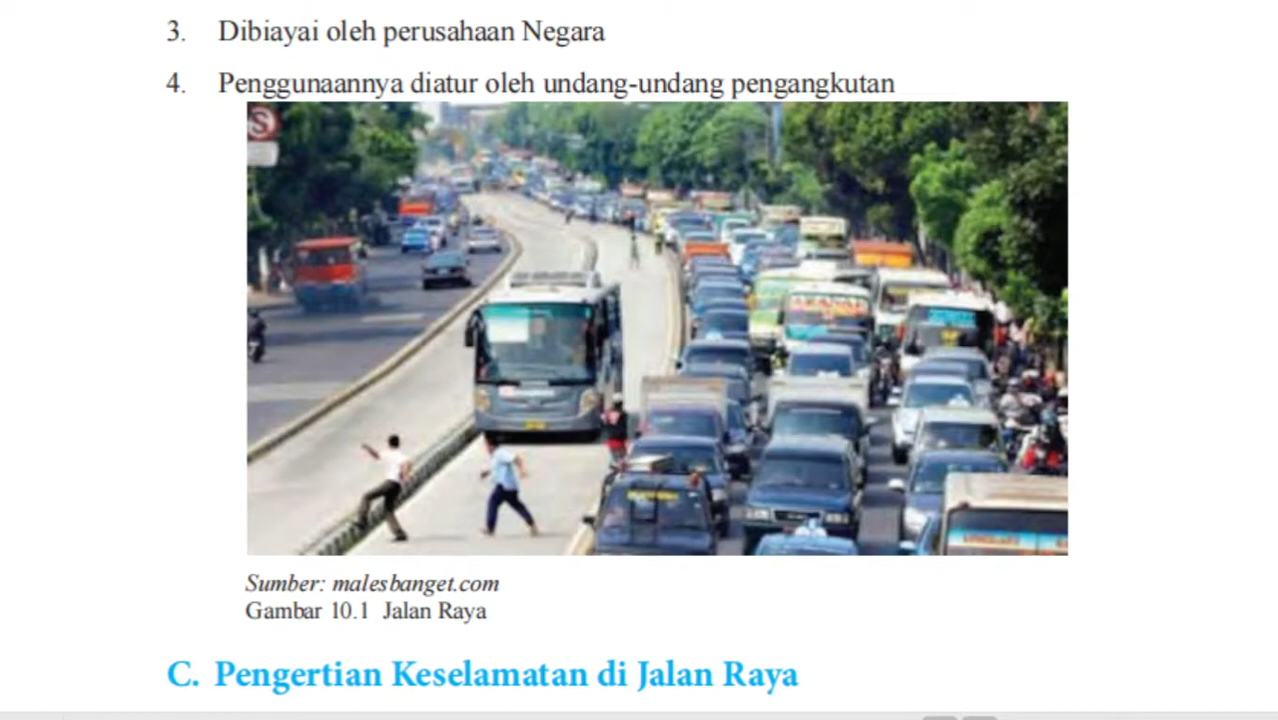 3. Dibiayai oleh perusahaan Negara
4. Penggunaannya diatur oleh undang-undang pengangkutan
S
Sumber: malesbanget.com
Gambar 10.1 Jalan Raya
C. Pengertian Keselamatan di Jalan Raya